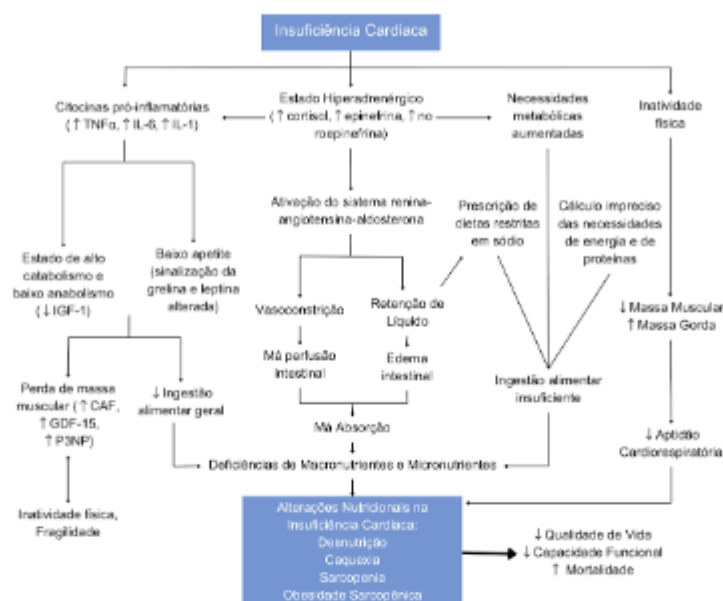 Insuficiência Cardíaca
Citocinas pró-inflamatórias
(↑TNFα, ↑IL-6, ↑IL-1)
Estado Hiperadrenérgico
(↑cortisol, ↑epinefrina, ↑no
roepinefrina)
Necessidades
metabólicas
aumentadas
Inatividade
física
Ativação do sistema renina-
angiotensina-aldosterona
Prescrição de
dietas restritas
em sódio
Cálculo impreciso
das necessidades
de energia e de
proteínas
Estado de alto
catabolismo e
baixo anabolismo
(↓IGF-1)
Baixo apetite
(sinalização da
grelina e leptina
alterada)
Vasoconstrição
Retenção de
Líquido
↓Massa Muscular
↑Massa Gorda
Má perfusão
intestinal
Edema
intestinal
Perda de massa
muscular (↑CAF,
↑GDF-15,
↑P3NP)
↓Ingestão
alimentar geral
Ingestão alimentar
insuficiente
Má Absorção
↓Aptidão
Cardiorespiratória
Deficiências de Macronutrientes e Micronutrientes
Inatividade física,
Fragilidade
Alterações Nutricionais na
Insuficiência Cardíaca:
Desnutrição
Caquexia
Sarcopenia
Obesidade Sarcopênica
↓Qualidade de Vida
↓Capacidade Funcional
↑ Mortalidade